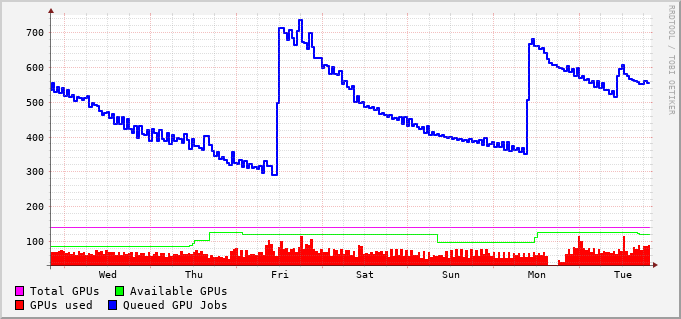 700
600
500
400
300
200
100
Wed Thu Fri Sat Sun Mon Tue
Total GPUs Available GPUs
GPUs used Queued GPU Jobs
RRDTOOL / TOBI OETIKER